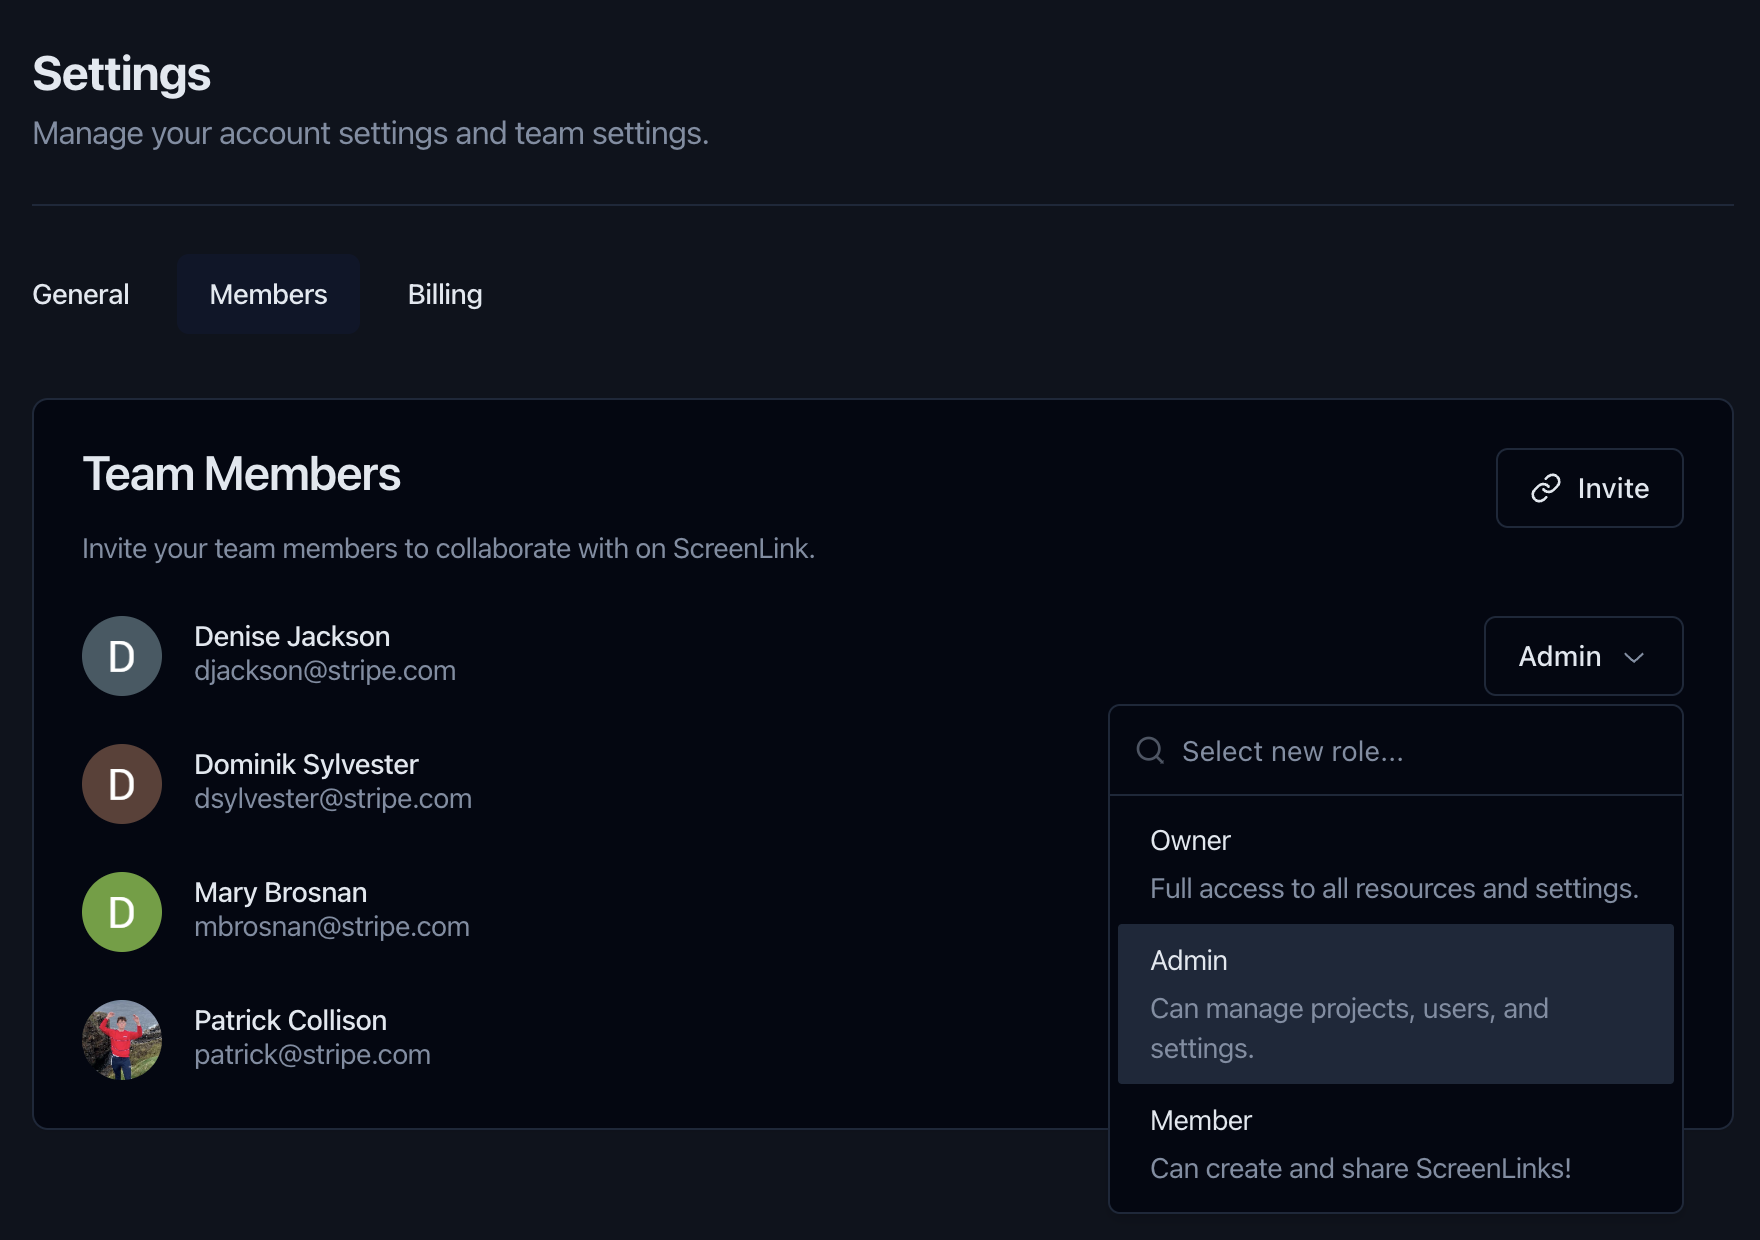 Settings
Manage your account settings and team settings.
General
Members
Billing
Team Members
Invite
Invite your team members to collaborate with on ScreenLink.
D
Denise Jackson
djackson@stripe.com
Admin
D
Dominik Sylvester
dsylvester@stripe.com
D
Mary Brosnan
mbrosnan@stripe.com
Patrick Collison
patrick@stripe.com
Select new role...
Owner
Full access to all resources and settings.
Admin
Can manage projects, users, and
settings.
Member
Can create and share ScreenLinks!